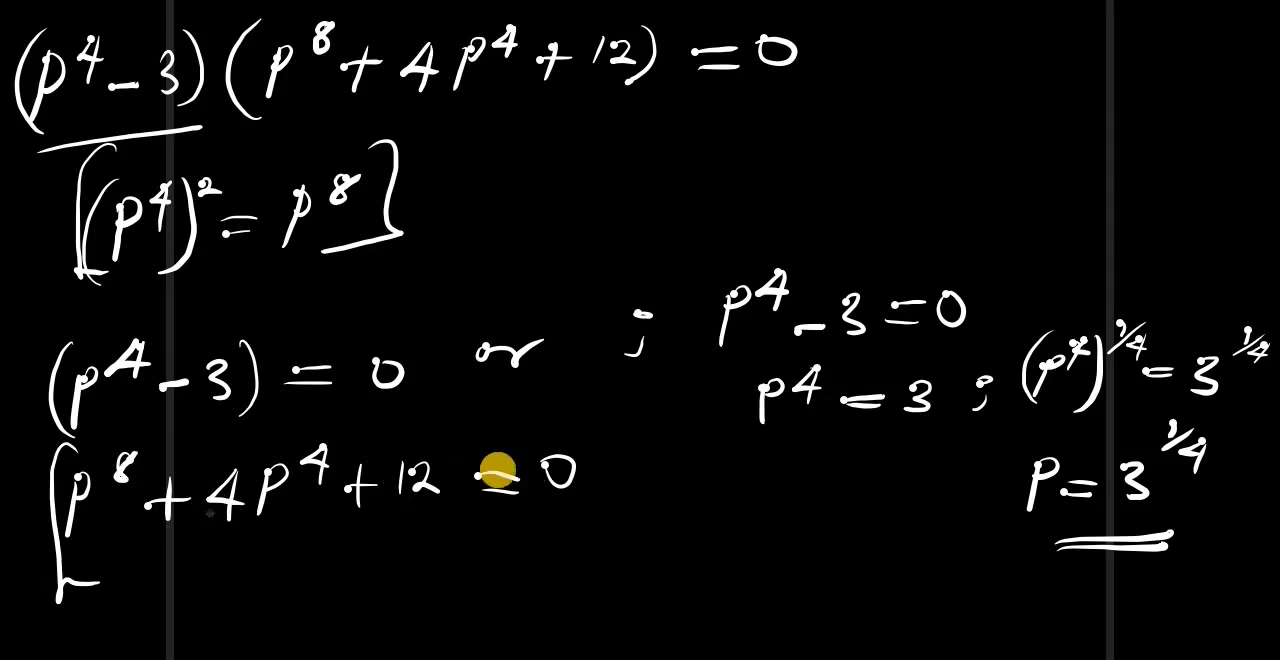 (p⁴ - 3)(p⁸ + 4p⁴ + 12) = 0
[(p⁴)² = p⁸]
(p⁴ - 3) = 0 or ; p⁴ - 3 = 0
p⁴ = 3 ; (p⁴)^1/4 = 3^1/4
[p⁸ + 4p⁴ + 12 = 0
p = 3^1/4